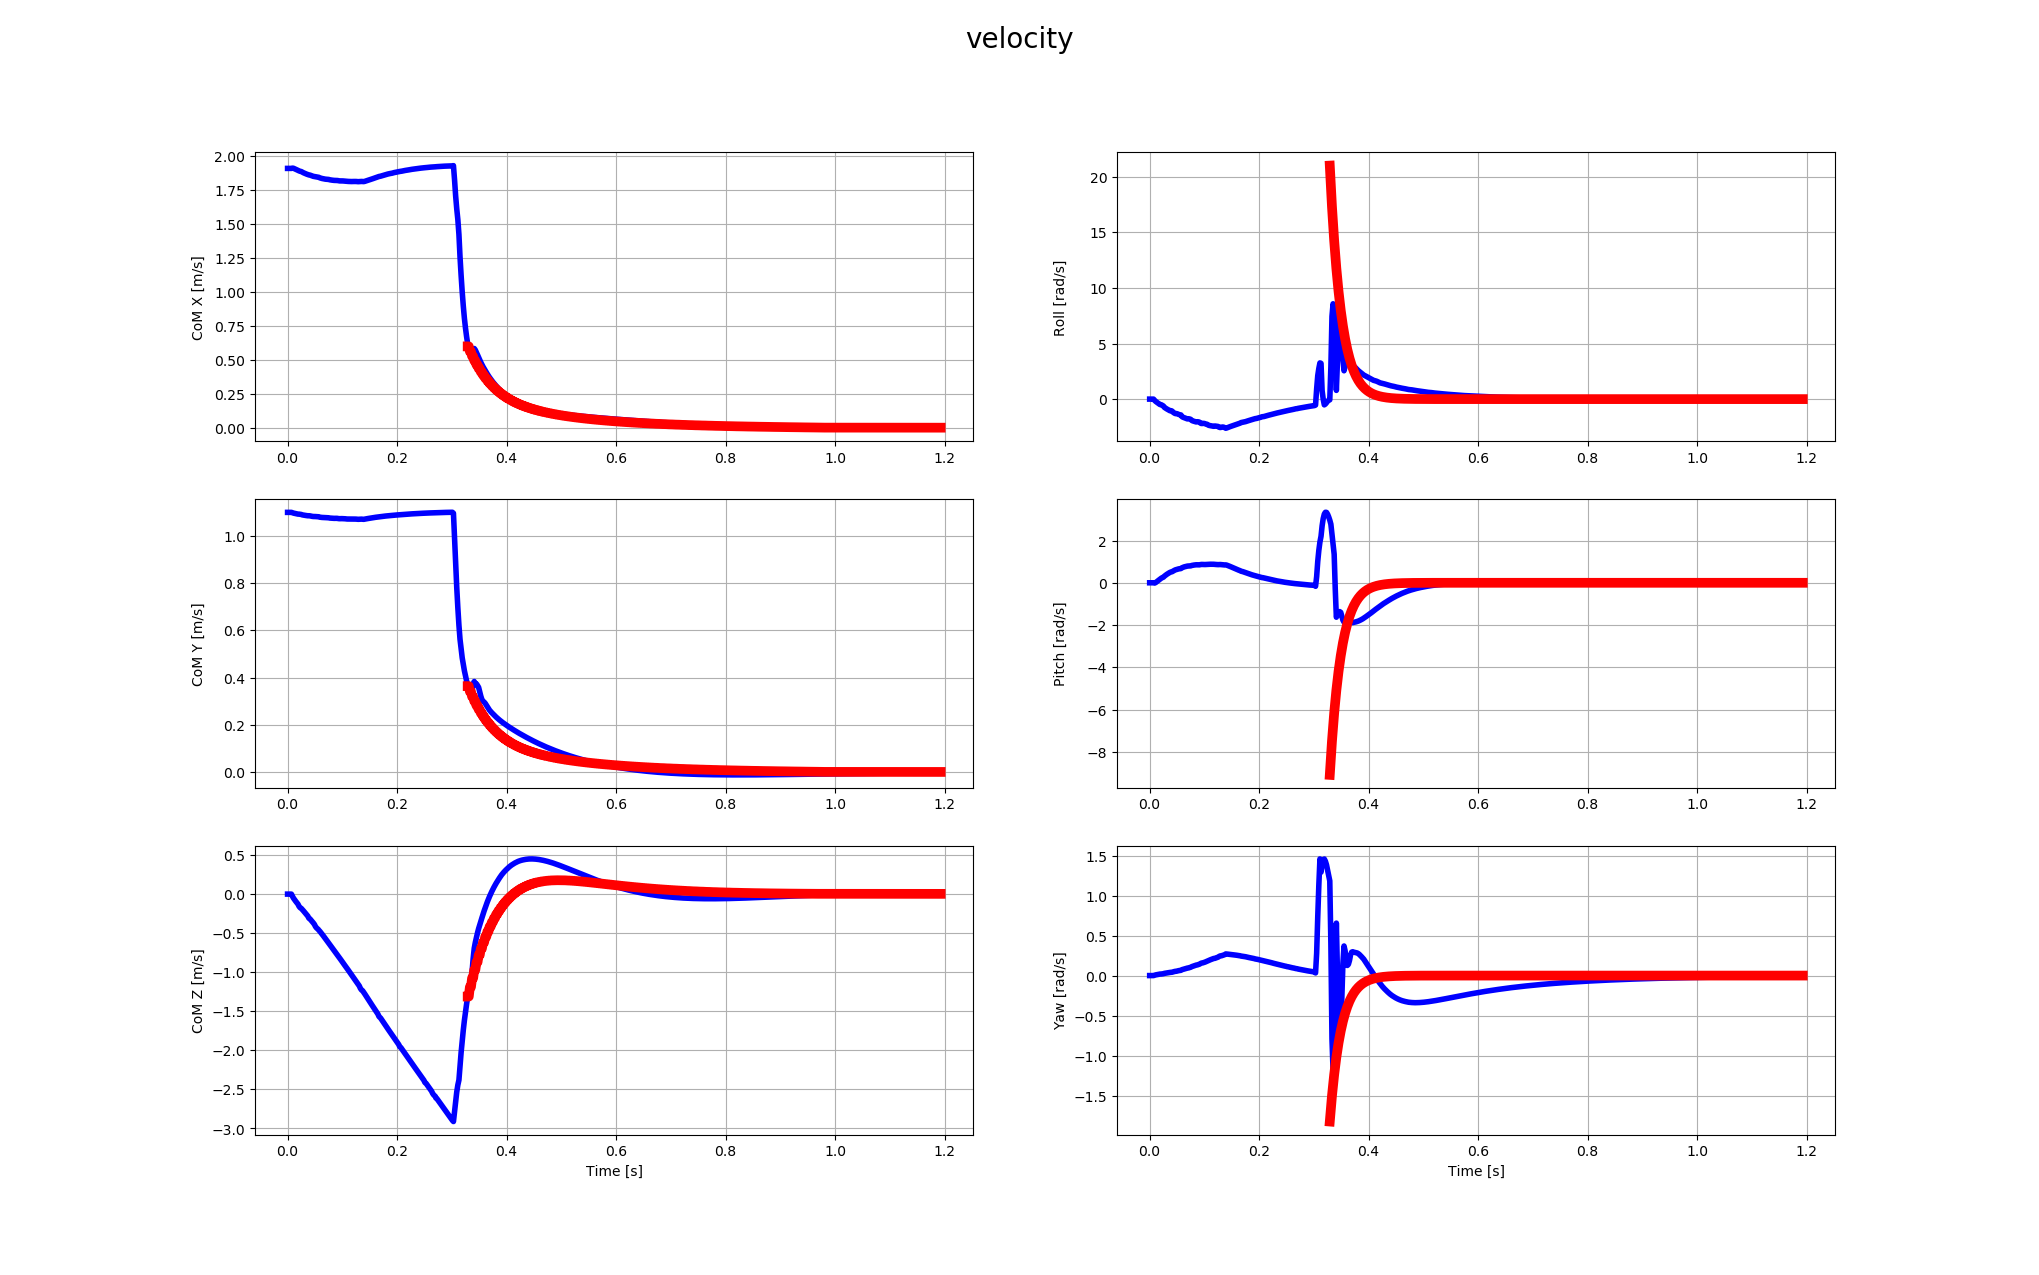 velocity
CoM X [m/s]
2.00
1.75
1.50
1.25
1.00
0.75
0.50
0.25
0.00
0.0 0.2 0.4 0.6 0.8 1.0 1.2
Roll [rad/s]
20
15
10
5
0
0.0 0.2 0.4 0.6 0.8 1.0 1.2
CoM Y [m/s]
1.0
0.8
0.6
0.4
0.2
0.0
0.0 0.2 0.4 0.6 0.8 1.0 1.2
Pitch [rad/s]
2
0
−2
−4
−6
−8
0.0 0.2 0.4 0.6 0.8 1.0 1.2
CoM Z [m/s]
0.5
0.0
−0.5
−1.0
−1.5
−2.0
−2.5
−3.0
0.0 0.2 0.4 0.6 0.8 1.0 1.2
Time [s]
Yaw [rad/s]
1.5
1.0
0.5
0.0
−0.5
−1.0
−1.5
0.0 0.2 0.4 0.6 0.8 1.0 1.2
Time [s]